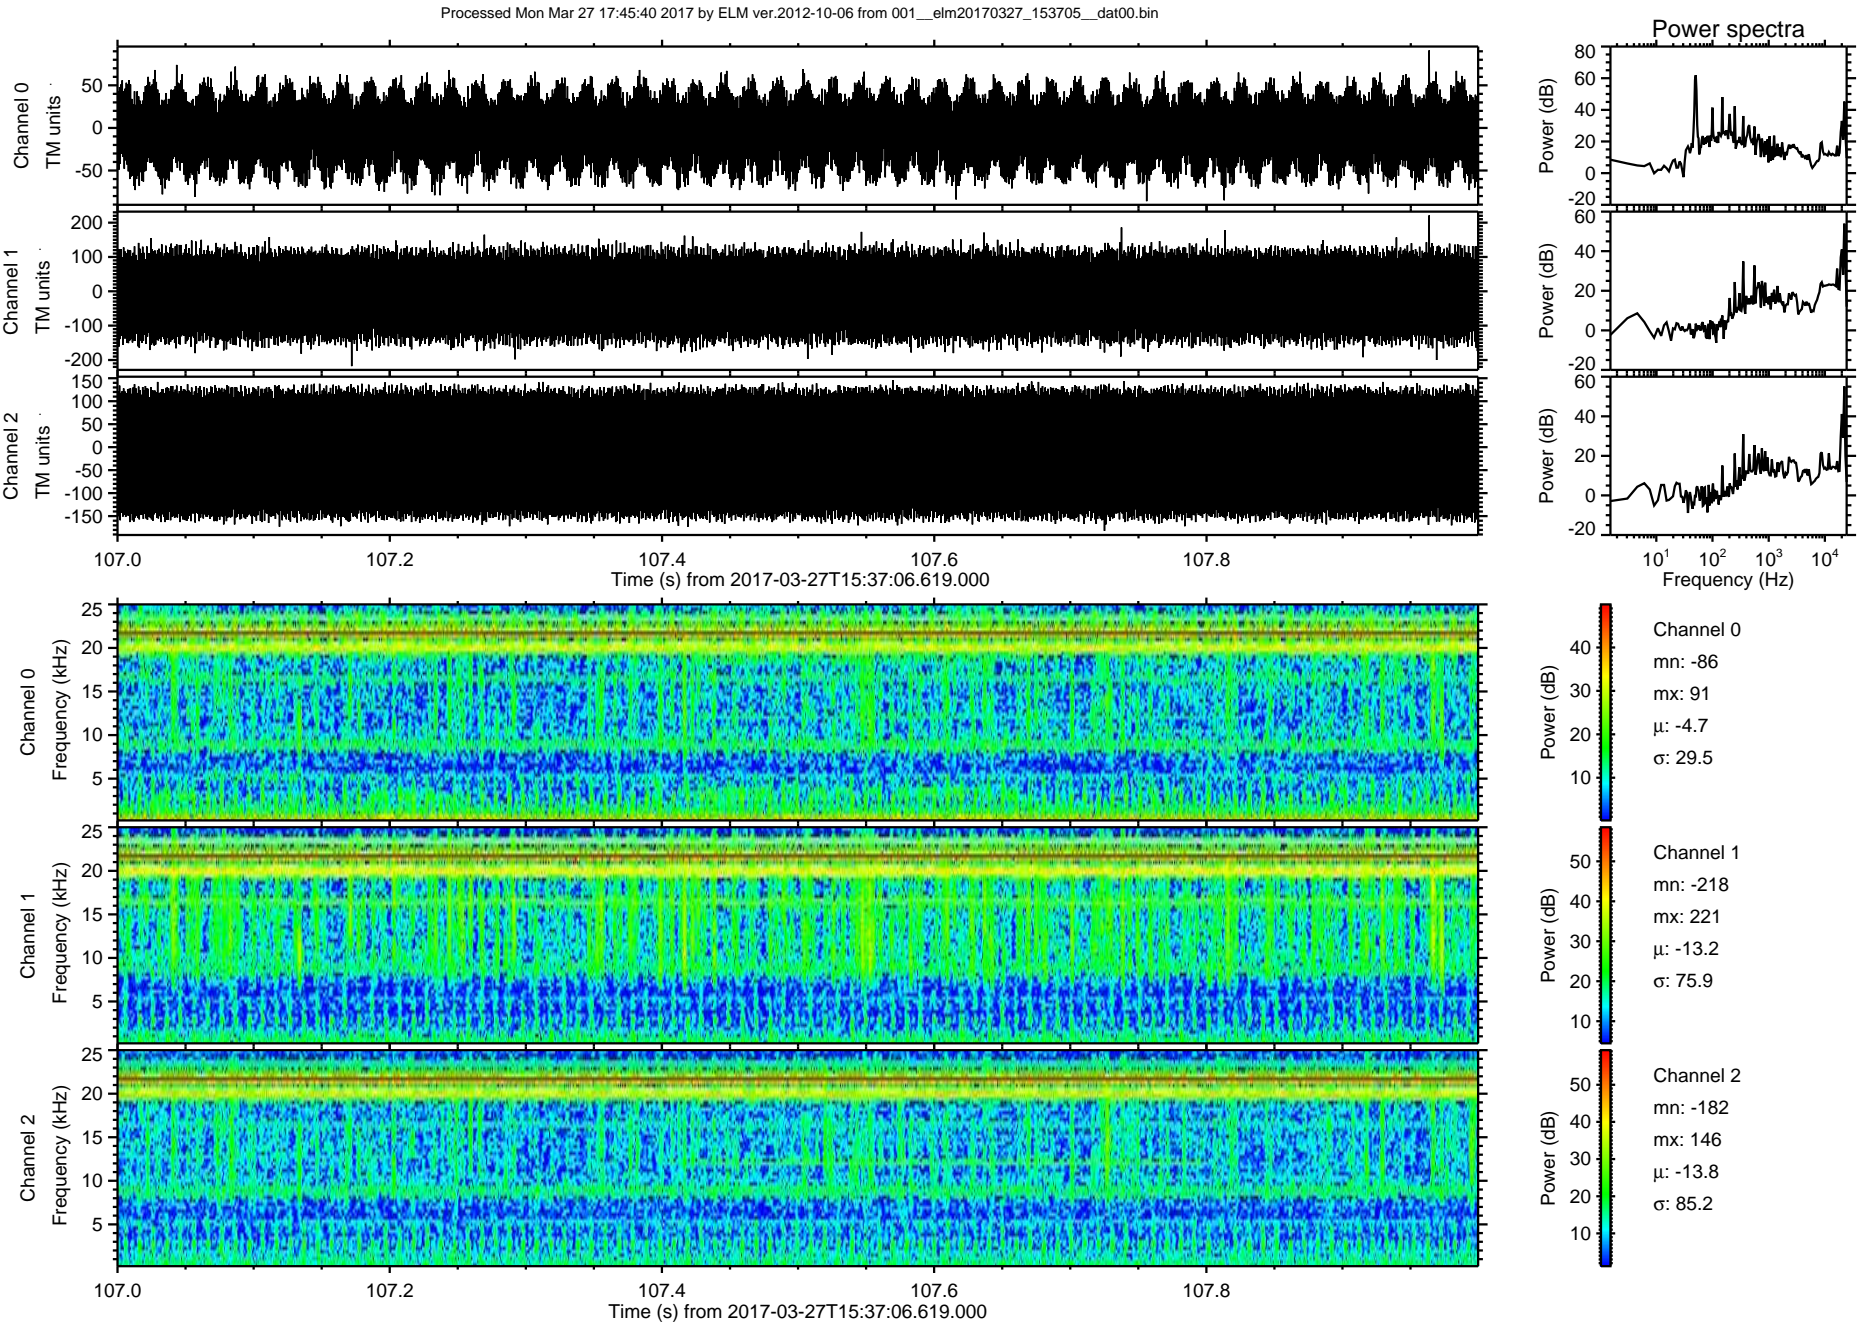 Processed Mon Mar 27 17:45:40 2017 by ELM ver.2012-10-06 from 001__elm20170327_153705__dat00.bin
Power spectra
Channel 0
TM units
50
0
-50
Power (dB)
80
60
40
20
0
-20
Channel 1
TM units
200
100
0
-100
-200
Power (dB)
60
40
20
0
-20
Channel 2
TM units
150
100
50
0
-50
-100
-150
Power (dB)
60
40
20
0
-20
107.0 107.2 107.4 107.6 107.8
Time (s) from 2017-03-27T15:37:06.619.000
10^1 10^2 10^3 10^4
Frequency (Hz)
Channel 0
Frequency (kHz)
25
20
15
10
5
Power (dB)
40
30
20
10
Channel 0
mn: -86
mx: 91
μ: -4.7
σ: 29.5
Channel 1
Frequency (kHz)
25
20
15
10
5
Power (dB)
50
40
30
20
10
Channel 1
mn: -218
mx: 221
μ: -13.2
σ: 75.9
Channel 2
Frequency (kHz)
25
20
15
10
5
Power (dB)
50
40
30
20
10
Channel 2
mn: -182
mx: 146
μ: -13.8
σ: 85.2
107.0 107.2 107.4 107.6 107.8
Time (s) from 2017-03-27T15:37:06.619.000